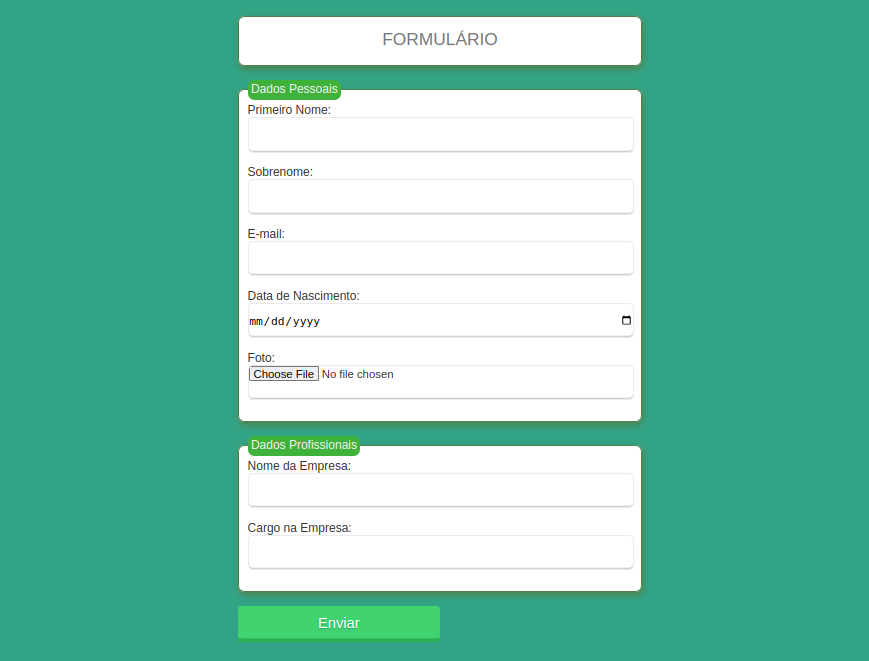 FORMULÁRIO
Dados Pessoais
Primeiro Nome:
Sobrenome:
E-mail:
Data de Nascimento:
mm/dd/yyyy
Foto:
Choose File No file chosen
Dados Profissionais
Nome da Empresa:
Cargo na Empresa:
Enviar